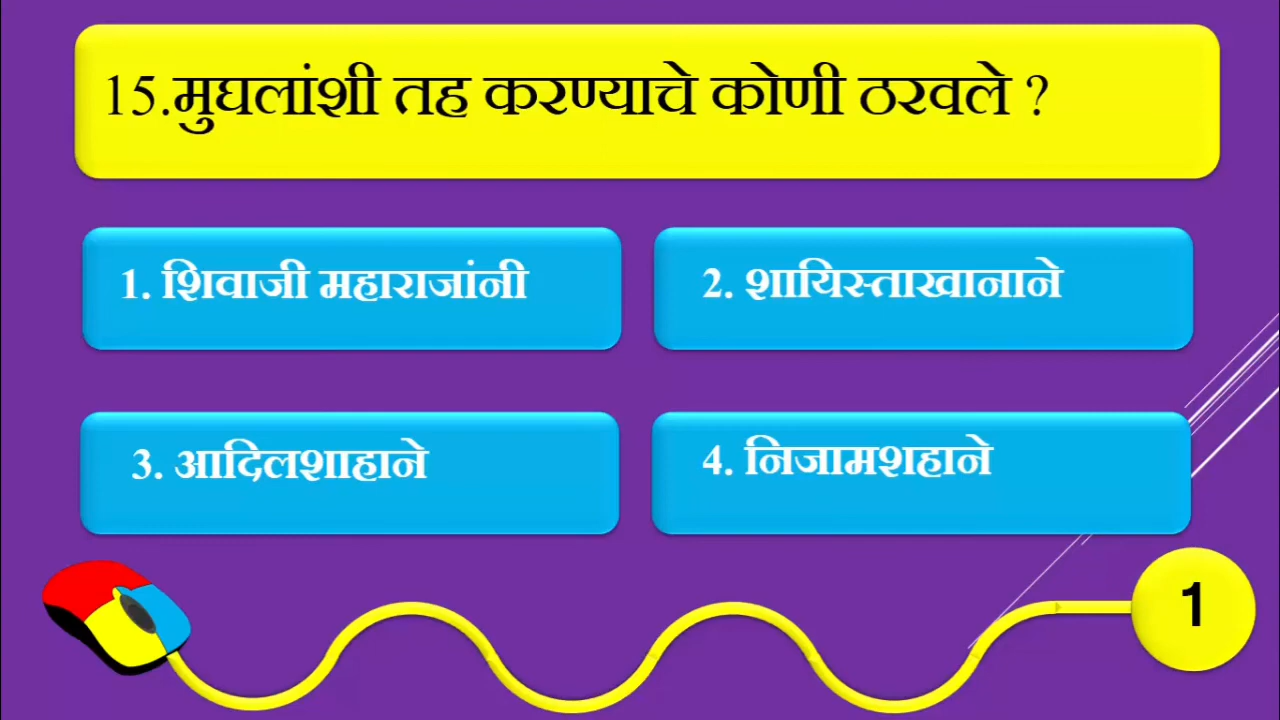 15.मुघलांशी तह करण्याचे कोणी ठरवले ?
1. शिवाजी महाराजांनी
2. शायिस्ताखानाने
3. आदिलशाहाने
4. निजामशहाने
1